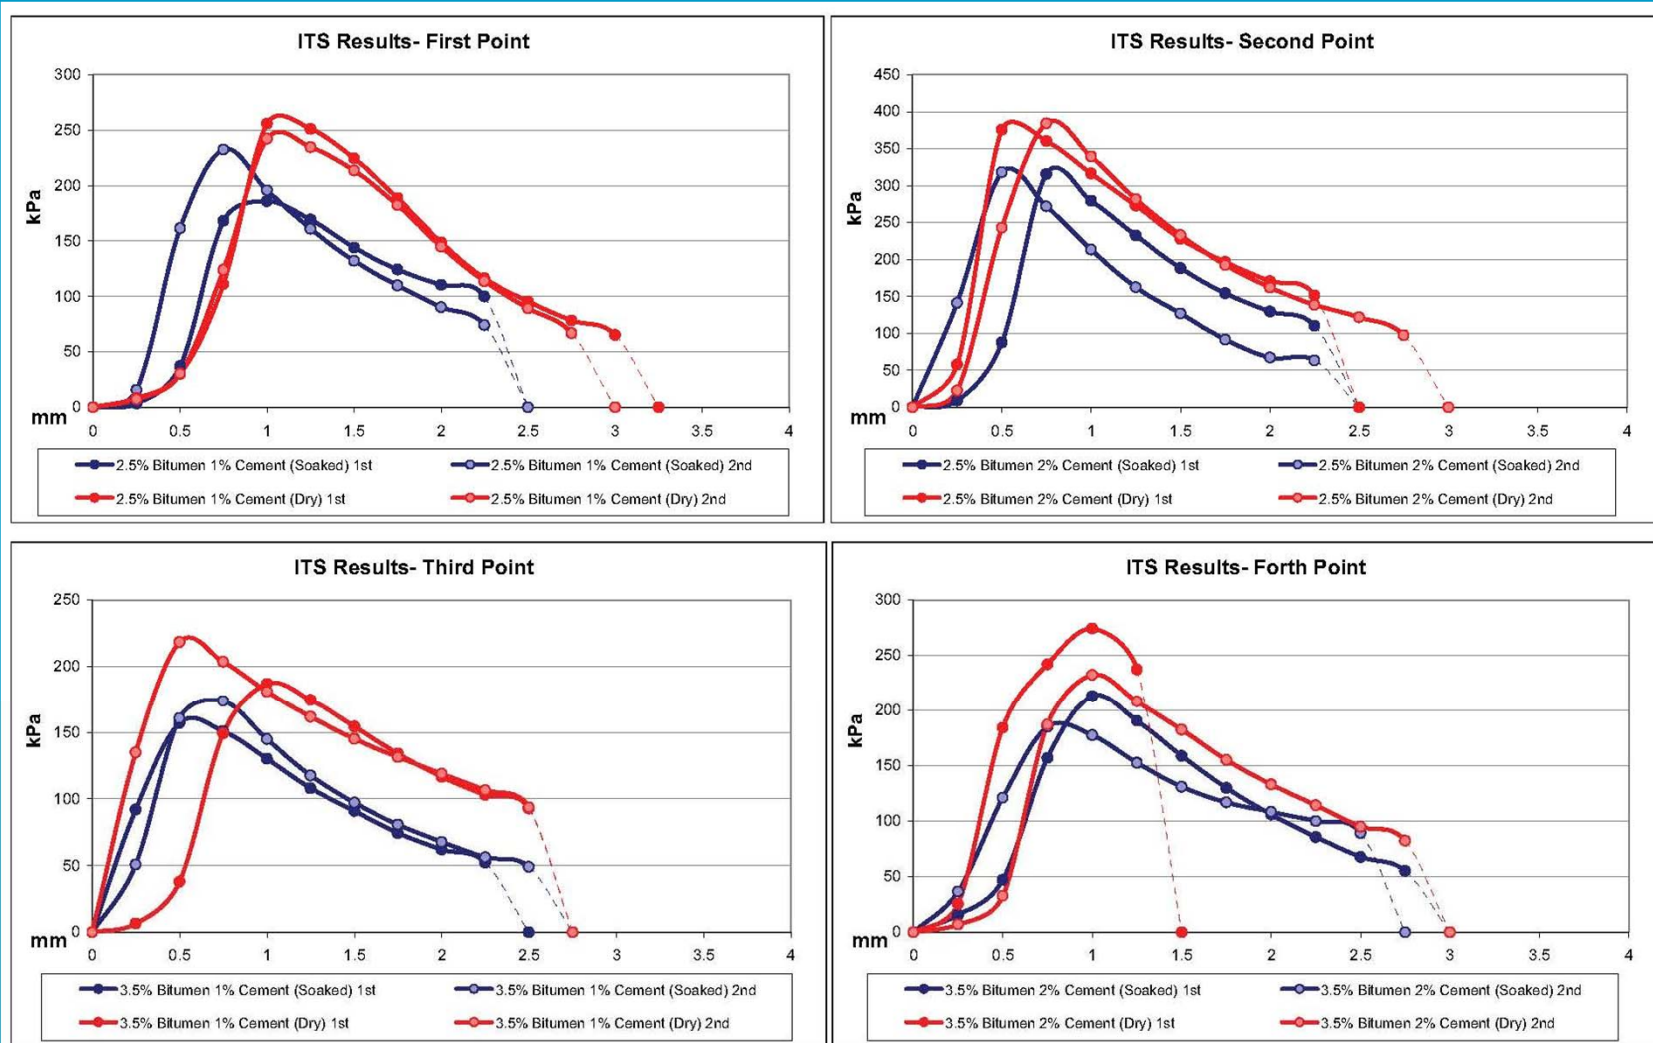 ITS Results- First Point
300
250
200
150
100
50
0
kPa
mm
0 0.5 1 1.5 2 2.5 3 3.5 4
2.5% Bitumen 1% Cement (Soaked) 1st 2.5% Bitumen 1% Cement (Soaked) 2nd
2.5% Bitumen 1% Cement (Dry) 1st 2.5% Bitumen 1% Cement (Dry) 2nd
ITS Results- Second Point
450
400
350
300
250
200
150
100
50
0
kPa
mm
0 0.5 1 1.5 2 2.5 3 3.5 4
2.5% Bitumen 2% Cement (Soaked) 1st 2.5% Bitumen 2% Cement (Soaked) 2nd
2.5% Bitumen 2% Cement (Dry) 1st 2.5% Bitumen 2% Cement (Dry) 2nd
ITS Results- Third Point
250
200
150
100
50
0
kPa
mm
0 0.5 1 1.5 2 2.5 3 3.5 4
3.5% Bitumen 1% Cement (Soaked) 1st 3.5% Bitumen 1% Cement (Soaked) 2nd
3.5% Bitumen 1% Cement (Dry) 1st 3.5% Bitumen 1% Cement (Dry) 2nd
ITS Results- Forth Point
300
250
200
150
100
50
0
kPa
mm
0 0.5 1 1.5 2 2.5 3 3.5 4
3.5% Bitumen 2% Cement (Soaked) 1st 3.5% Bitumen 2% Cement (Soaked) 2nd
3.5% Bitumen 2% Cement (Dry) 1st 3.5% Bitumen 2% Cement (Dry) 2nd